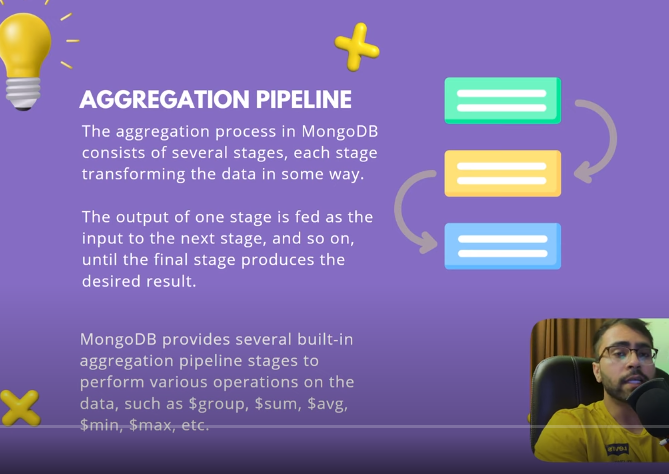 AGGREGATION PIPELINE
The aggregation process in MongoDB
consists of several stages, each stage
transforming the data in some way.
The output of one stage is fed as the
input to the next stage, and so on,
until the final stage produces the
desired result.
MongoDB provides several built-in
aggregation pipeline stages to
perform various operations on the
data, such as $group, $sum, $avg,
$min, $max, etc.